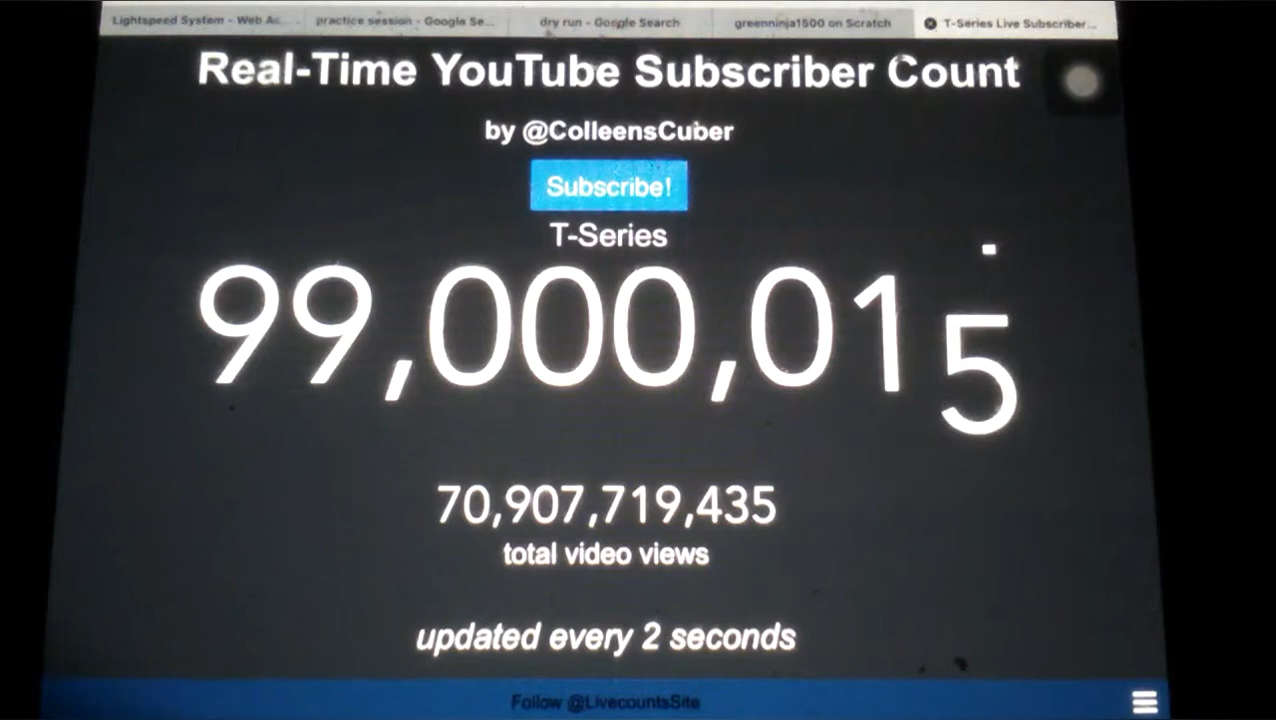 Lightspeed System - Web Ac...
practice session - Google Se...
dry run - Google Search
greenninja1500 on Scratch
T-Series Live Subscriber...
Real-Time YouTube Subscriber Count
by @ColleensCuber
Subscribe!
T-Series
99,000,015
70,907,719,435
total video views
updated every 2 seconds
Follow @LivecountsSite